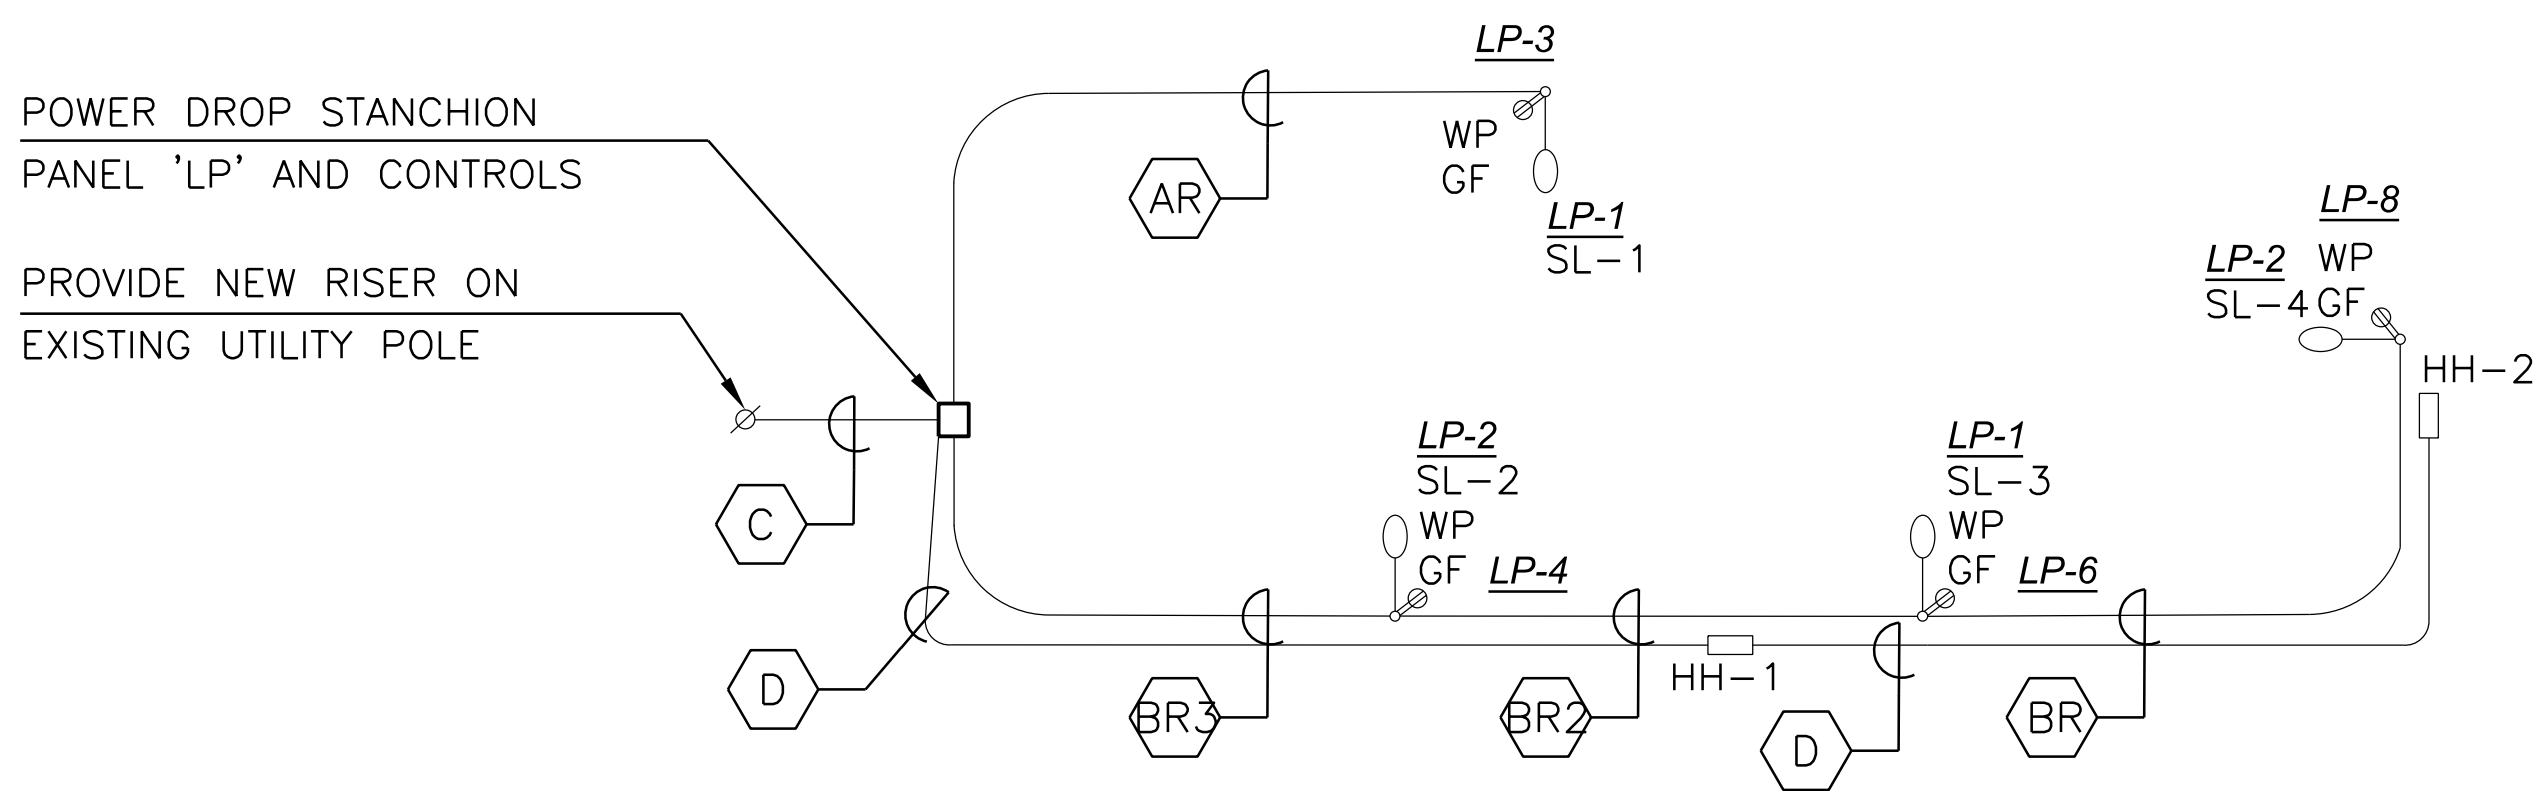 POWER DROP STANCHION
PANEL 'LP' AND CONTROLS
PROVIDE NEW RISER ON
EXISTING UTILITY POLE
LP-3
WP
GF
AR
LP-1
SL-1
LP-8
LP-2 WP
SL-4 GF
HH-2
LP-2
SL-2
WP
GF LP-4
LP-1
SL-3
WP
GF LP-6
C
D
BR3
BR2
HH-1
D
BR